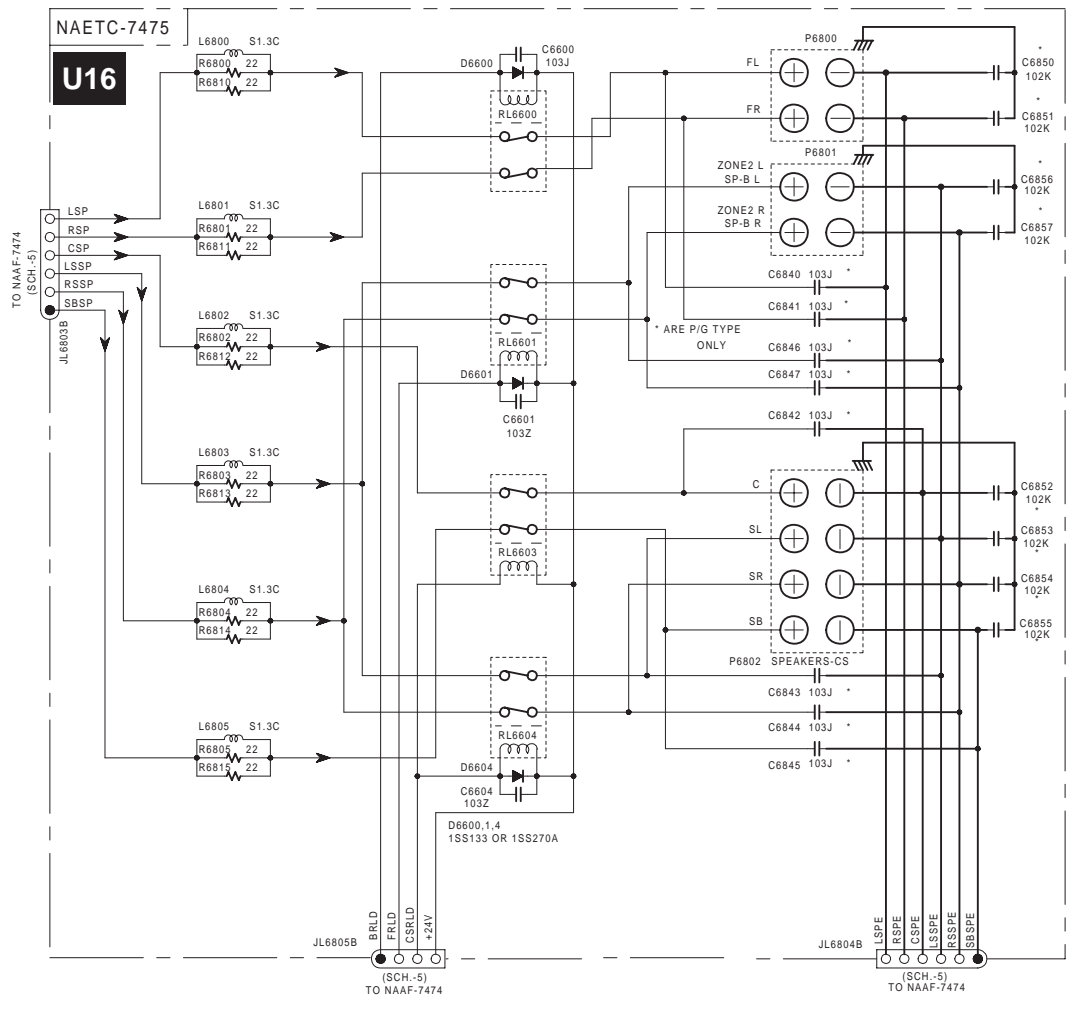 NAETC-7475
U16
L6800 S1.3C
R6800 22
R6810 22
C6600
103J
D6600
RL6600
P6800
FL
FR
*
C6850
102K
*
C6851
102K
P6801
ZONE2 L
SP-B L
ZONE2 R
SP-B R
*
C6856
102K
*
C6857
102K
LSP
RSP
CSP
LSSP
RSSP
SBSP
TO NAAF-7474
(SCH.-5)
JL6803B
L6801 S1.3C
R6801 22
R6811 22
L6802 S1.3C
R6802 22
R6812 22
RL6601
D6601
C6601
103Z
C6840 103J *
C6841 103J *
* ARE P/G TYPE
ONLY
C6846 103J *
C6847 103J *
C6842 103J *
L6803 S1.3C
R6803 22
R6813 22
RL6603
C
SL
SR
SB
C6852
102K
*
C6853
102K
*
C6854
102K
*
C6855
102K
*
L6804 S1.3C
R6804 22
R6814 22
P6802 SPEAKERS-CS
C6843 103J *
C6844 103J *
C6845 103J *
L6805 S1.3C
R6805 22
R6815 22
RL6604
D6604
C6604
103Z
D6600,1,4
1SS133 OR 1SS270A
BRLD
FRLD
CSRLD
+24V
JL6805B
(SCH.-5)
TO NAAF-7474
LSPE
RSPE
CSPE
LSSPE
RSSPE
SBSPE
JL6804B
(SCH.-5)
TO NAAF-7474